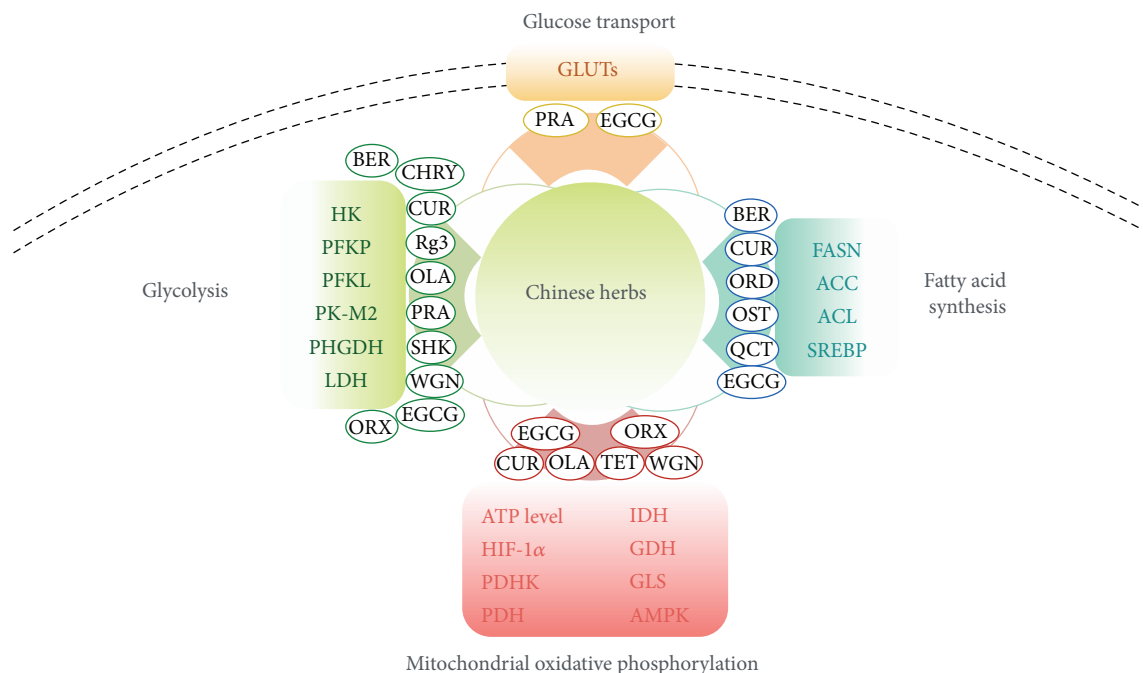 Glucose transport
GLUTs
PRA
EGCG
BER
CHRY
CUR
Rg3
OLA
PRA
SHK
WGN
EGCG
ORX
HK
PFKP
PFKL
PK-M2
PHGDH
LDH
Glycolysis
Chinese herbs
BER
CUR
ORD
OST
QCT
EGCG
FASN
ACC
ACL
SREBP
Fatty acid
synthesis
EGCG
ORX
CUR
OLA
TET
WGN
ATP level
HIF-1α
PDHK
PDH
IDH
GDH
GLS
AMPK
Mitochondrial oxidative phosphorylation